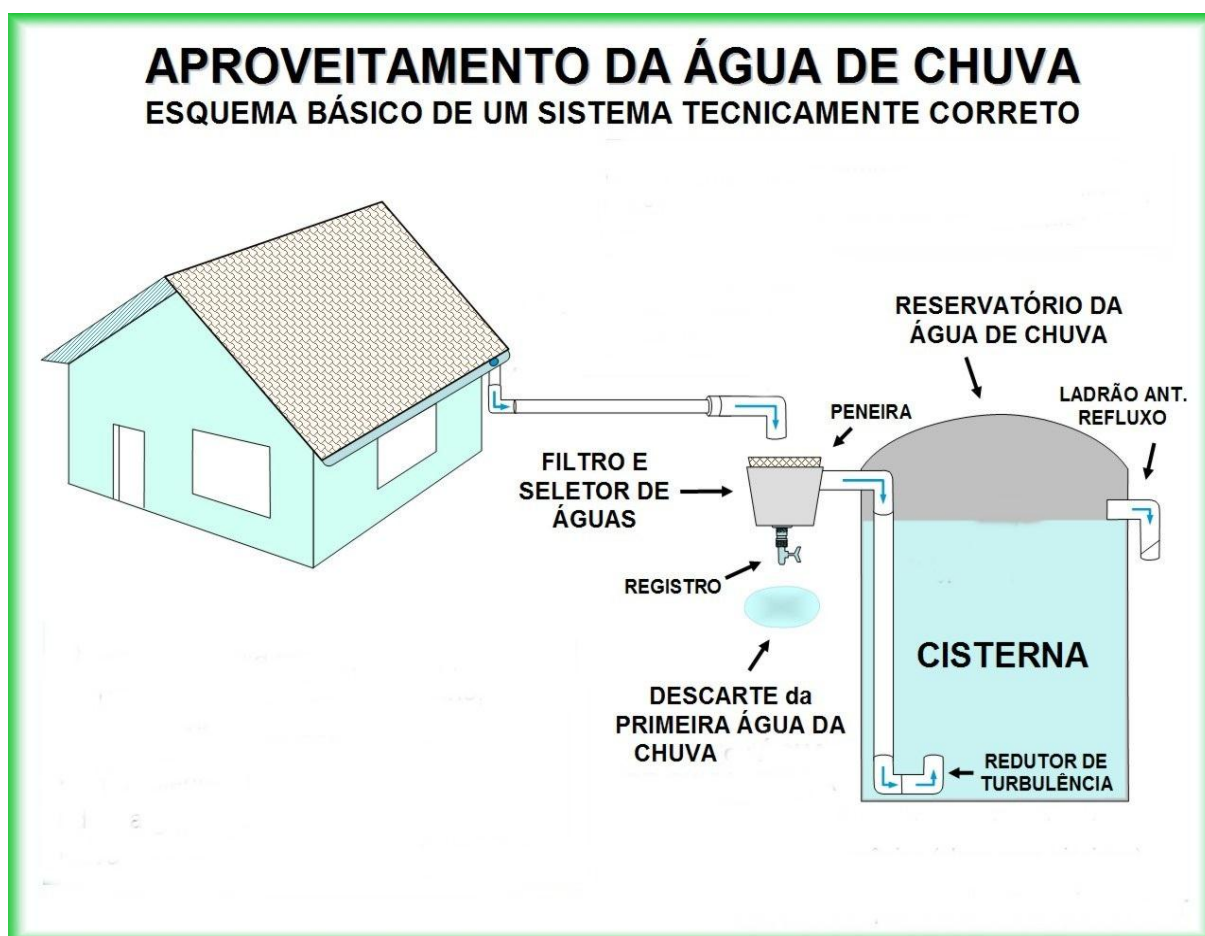 APROVEITAMENTO DA ÁGUA DE CHUVA
ESQUEMA BÁSICO DE UM SISTEMA TECNICAMENTE CORRETO
RESERVATÓRIO DA
ÁGUA DE CHUVA
LADRÃO ANT.
REFLUXO
PENEIRA
FILTRO E
SELETOR DE
ÁGUAS
REGISTRO
CISTERNA
DESCARTE da
PRIMEIRA ÁGUA DA
CHUVA
REDUTOR DE
TURBULÊNCIA